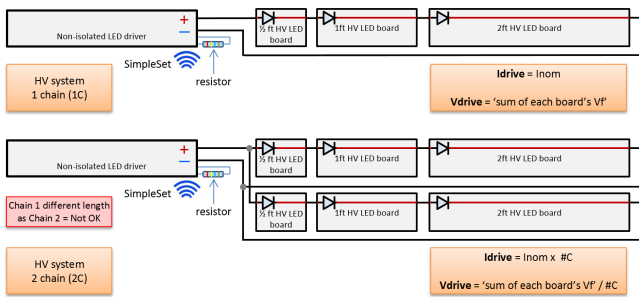 +
−
Non-isolated LED driver
SimpleSet
resistor
½ ft HV LED
board
1ft HV LED board
2ft HV LED board
HV system
1 chain (1C)
Idrive = Inom
Vdrive = ‘sum of each board’s Vf’
+
−
Non-isolated LED driver
SimpleSet
resistor
½ ft HV LED
board
1ft HV LED board
2ft HV LED board
½ ft HV LED
board
1ft HV LED board
2ft HV LED board
Chain 1 different length
as Chain 2 = Not OK
HV system
2 chain (2C)
Idrive = Inom x #C
Vdrive = ‘sum of each board’s Vf’ / #C